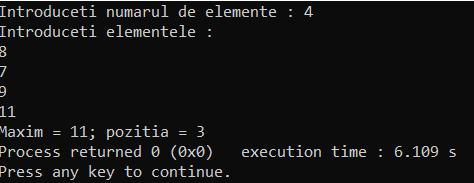 Introduceti numarul de elemente : 4
Introduceti elementele :
8
7
9
11
Maxim = 11; pozitia = 3
Process returned 0 (0x0)   execution time : 6.109 s
Press any key to continue.